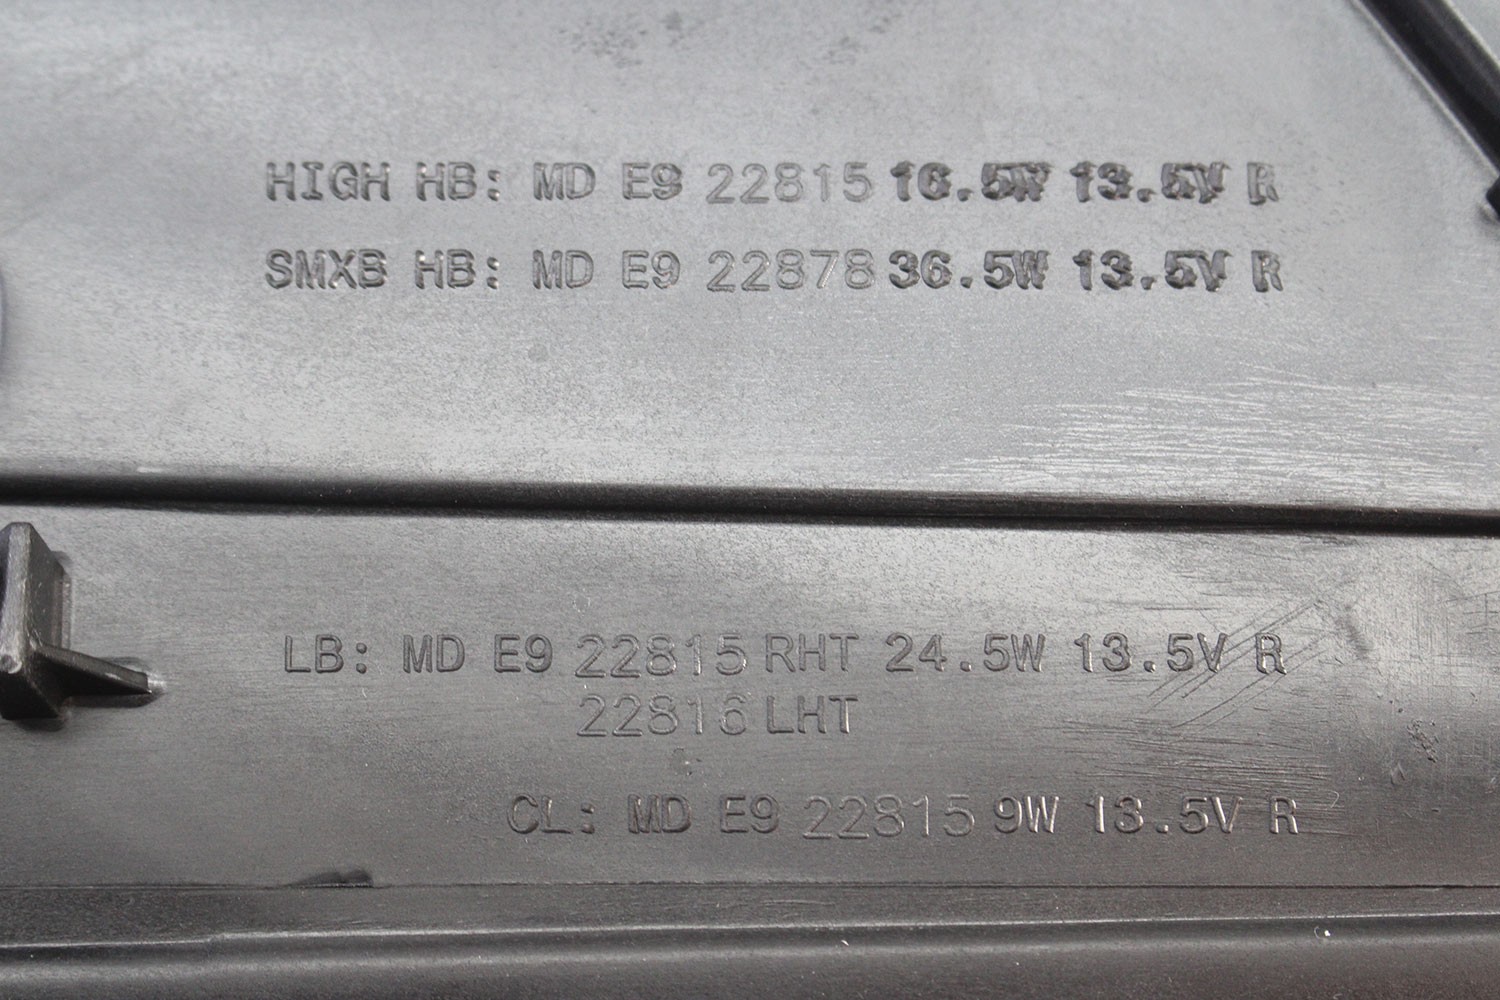 HIGH HB: MD E9 22815 16.5W 13.5V R
SMXB HB: MD E9 22878 36.5W 13.5V R
LB: MD E9 22815 RHT 24.5W 13.5V R
22816 LHT
CL: MD E9 22815 9W 13.5V R